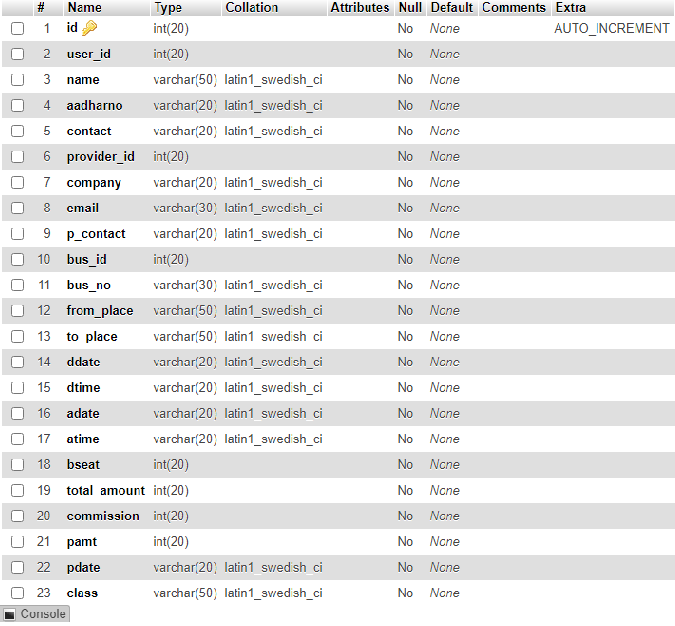 # Name Type Collation Attributes Null Default Comments Extra
1 id int(20) No None AUTO_INCREMENT
2 user_id int(20) No None
3 name varchar(50) latin1_swedish_ci No None
4 aadharno varchar(20) latin1_swedish_ci No None
5 contact varchar(20) latin1_swedish_ci No None
6 provider_id int(20) No None
7 company varchar(20) latin1_swedish_ci No None
8 email varchar(30) latin1_swedish_ci No None
9 p_contact varchar(20) latin1_swedish_ci No None
10 bus_id int(20) No None
11 bus_no varchar(30) latin1_swedish_ci No None
12 from_place varchar(50) latin1_swedish_ci No None
13 to_place varchar(50) latin1_swedish_ci No None
14 ddate varchar(20) latin1_swedish_ci No None
15 dtime varchar(20) latin1_swedish_ci No None
16 adate varchar(20) latin1_swedish_ci No None
17 atime varchar(20) latin1_swedish_ci No None
18 bseat int(20) No None
19 total_amount int(20) No None
20 commission int(20) No None
21 pamt int(20) No None
22 pdate varchar(20) latin1_swedish_ci No None
23 class varchar(50) latin1_swedish_ci No None
Console